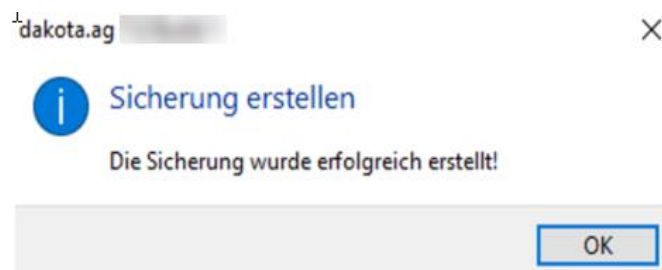 dakota.ag
Sicherung erstellen
Die Sicherung wurde erfolgreich erstellt!
OK